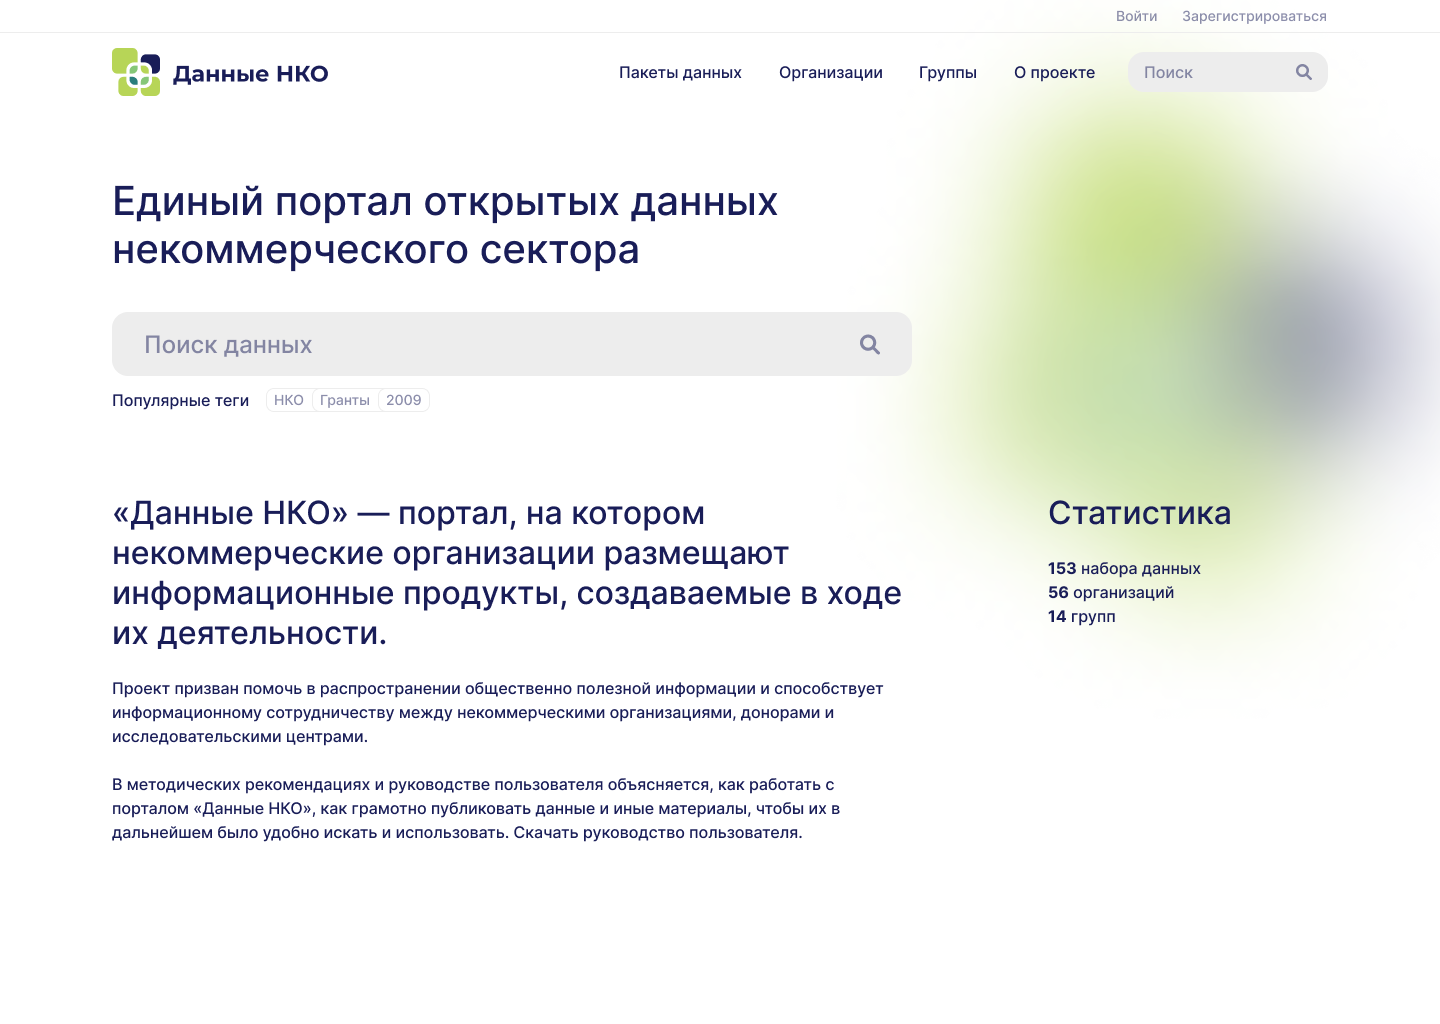 Войти Зарегистрироваться
Данные НКО Пакеты данных Организации Группы О проекте Поиск
Единый портал открытых данных
некоммерческого сектора
Поиск данных
Популярные теги НКО Гранты 2009
«Данные НКО» — портал, на котором
некоммерческие организации размещают
информационные продукты, создаваемые в ходе
их деятельности.
Проект призван помочь в распространении общественно полезной информации и способствует
информационному сотрудничеству между некоммерческими организациями, донорами и
исследовательскими центрами.
В методических рекомендациях и руководстве пользователя объясняется, как работать с
порталом «Данные НКО», как грамотно публиковать данные и иные материалы, чтобы их в
дальнейшем было удобно искать и использовать. Скачать руководство пользователя.
Статистика
153 набора данных
56 организаций
14 групп